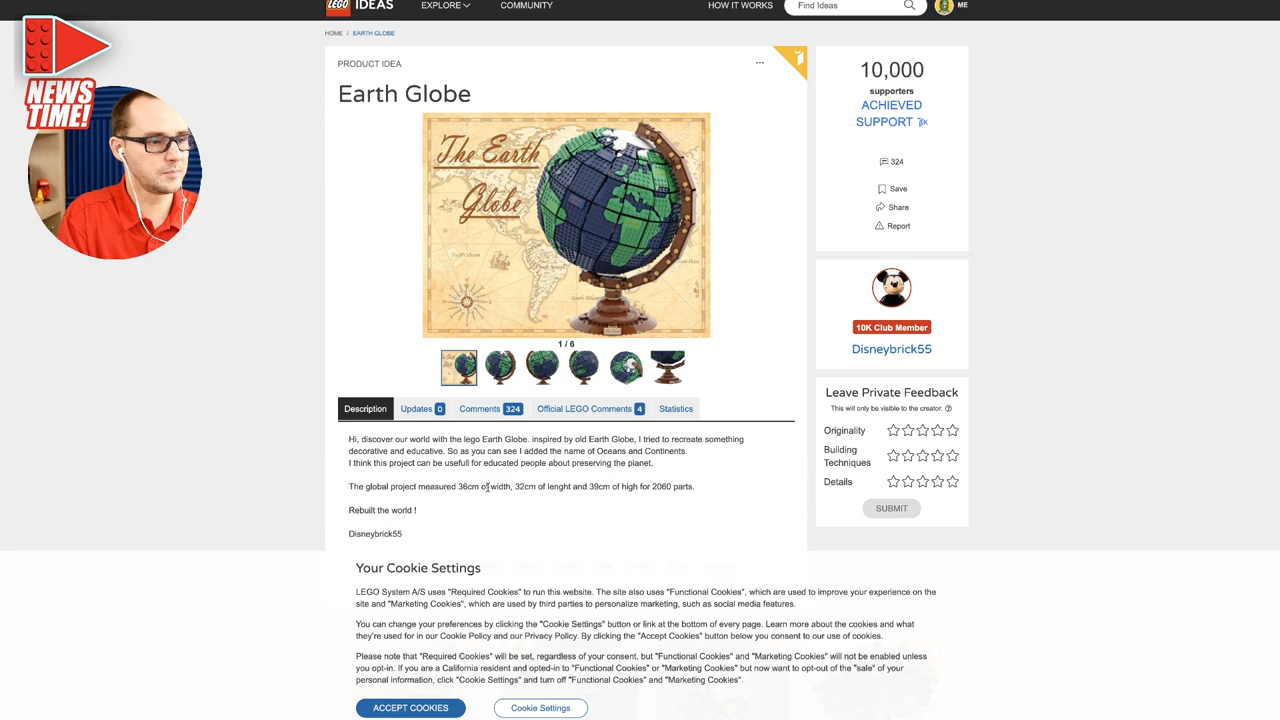 LEGO IDEAS EXPLORE COMMUNITY HOW IT WORKS Find Ideas ME
NEWS
TIME!
HOME / EARTH GLOBE
PRODUCT IDEA
...
Earth Globe
The Earth
Globe
1 / 6
Description Updates 0 Comments 324 Official LEGO Comments 4 Statistics
Hi, discover our world with the lego Earth Globe. inspired by old Earth Globe, I tried to recreate something
decorative and educative. So as you can see I added the name of Oceans and Continents.
I think this project can be usefull for educated people about preserving the planet.
The global project measured 36cm of width, 32cm of lenght and 39cm of high for 2060 parts.
Rebuilt the world !
Disneybrick55
10,000
supporters
ACHIEVED
SUPPORT 10K
324
Save
Share
Report
10K Club Member
Disneybrick55
Leave Private Feedback
This will only be visible to the creator.
Originality
Building
Techniques
Details
SUBMIT
Your Cookie Settings
LEGO System A/S uses "Required Cookies" to run this website. The site also uses "Functional Cookies", which are used to improve your experience on the
site and "Marketing Cookies", which are used by third parties to personalize marketing, such as social media features.
You can change your preferences by clicking the "Cookie Settings" button or link at the bottom of every page. Learn more about the cookies and what
they're used for in our Cookie Policy and our Privacy Policy. By clicking the "Accept Cookies" button below you consent to our use of cookies.
Please note that "Required Cookies" will be set, regardless of your consent, but "Functional Cookies" and "Marketing Cookies" will not be enabled unless
you opt-in. If you are a California resident and opted-in to "Functional Cookies" or "Marketing Cookies" but now want to opt-out of the "sale" of your
personal information, click "Cookie Settings" and turn off "Functional Cookies" and "Marketing Cookies".
ACCEPT COOKIES Cookie Settings